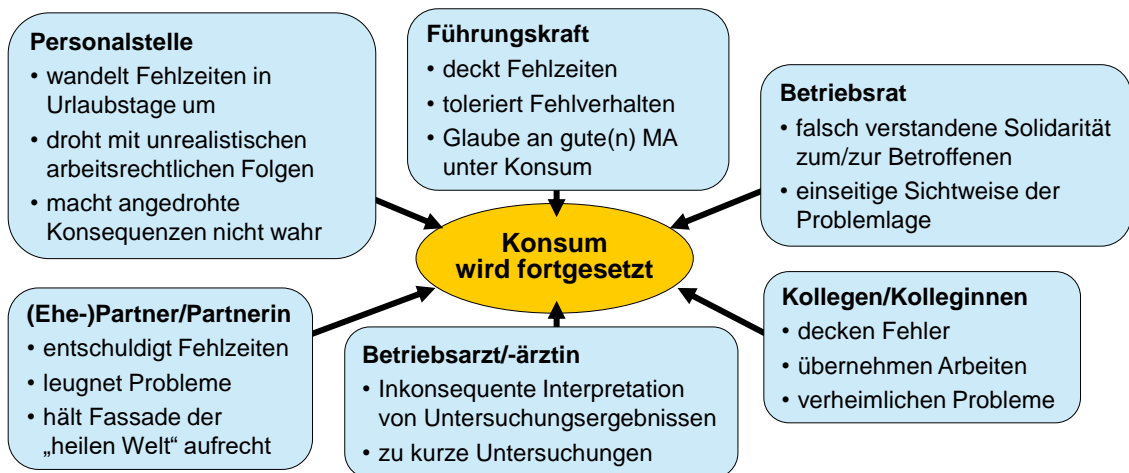 Personalstelle
• wandelt Fehlzeiten in
Urlaubstage um
• droht mit unrealistischen
arbeitsrechtlichen Folgen
• macht angedrohte
Konsequenzen nicht wahr
Führungskraft
• deckt Fehlzeiten
• toleriert Fehlverhalten
• Glaube an gute(n) MA
unter Konsum
Betriebsrat
• falsch verstandene Solidarität
zum/zur Betroffenen
• einseitige Sichtweise der
Problemlage
Konsum
wird fortgesetzt
(Ehe-)Partner/Partnerin
• entschuldigt Fehlzeiten
• leugnet Probleme
• hält Fassade der
„heilen Welt“ aufrecht
Betriebsarzt/-ärztin
• Inkonsequente Interpretation
von Untersuchungsergebnissen
• zu kurze Untersuchungen
Kollegen/Kolleginnen
• decken Fehler
• übernehmen Arbeiten
• verheimlichen Probleme